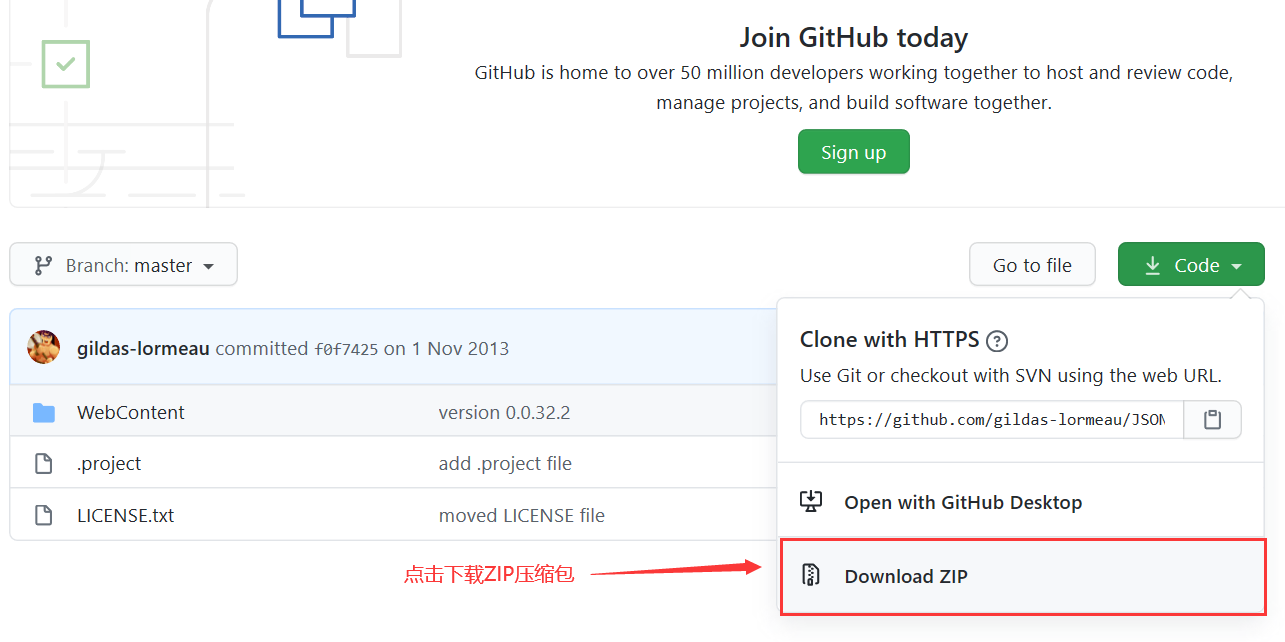 Join GitHub today
GitHub is home to over 50 million developers working together to host and review code,
manage projects, and build software together.
Sign up
Branch: master
Go to file
Code
gildas-lormeau committed f0f7425 on 1 Nov 2013
WebContent version 0.0.32.2
.project add .project file
LICENSE.txt moved LICENSE file
Clone with HTTPS ?
Use Git or checkout with SVN using the web URL.
https://github.com/gildas-lormeau/JSON
Open with GitHub Desktop
点击下载ZIP压缩包
Download ZIP